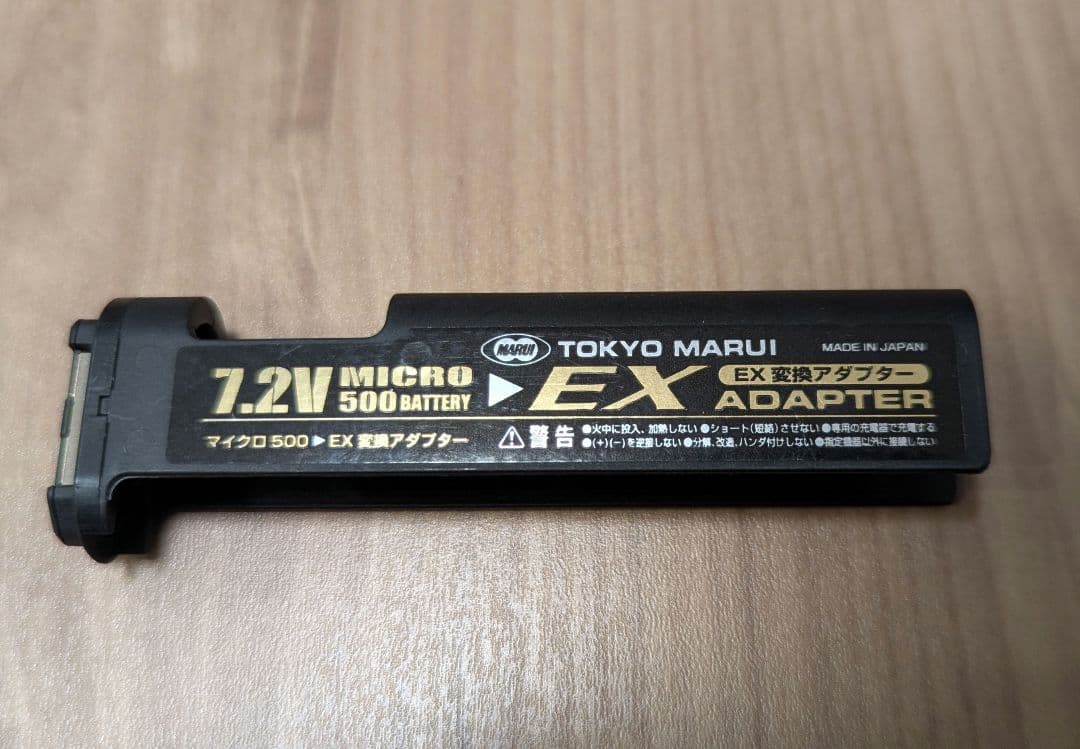 MARUI TOKYO MARUI MADE IN JAPAN
7.2V MICRO 500 BATTERY
▶ EX EX変換アダプター ADAPTER
マイクロ500▶EX 変換アダプター
⚠警告 ●火中に投入、加熱しない ●ショート(短絡)させない ●専用の充電器で充電する
●(+)(−)を逆接しない ●分解、改造、ハンダ付けしない ●指定機器以外に接続しない